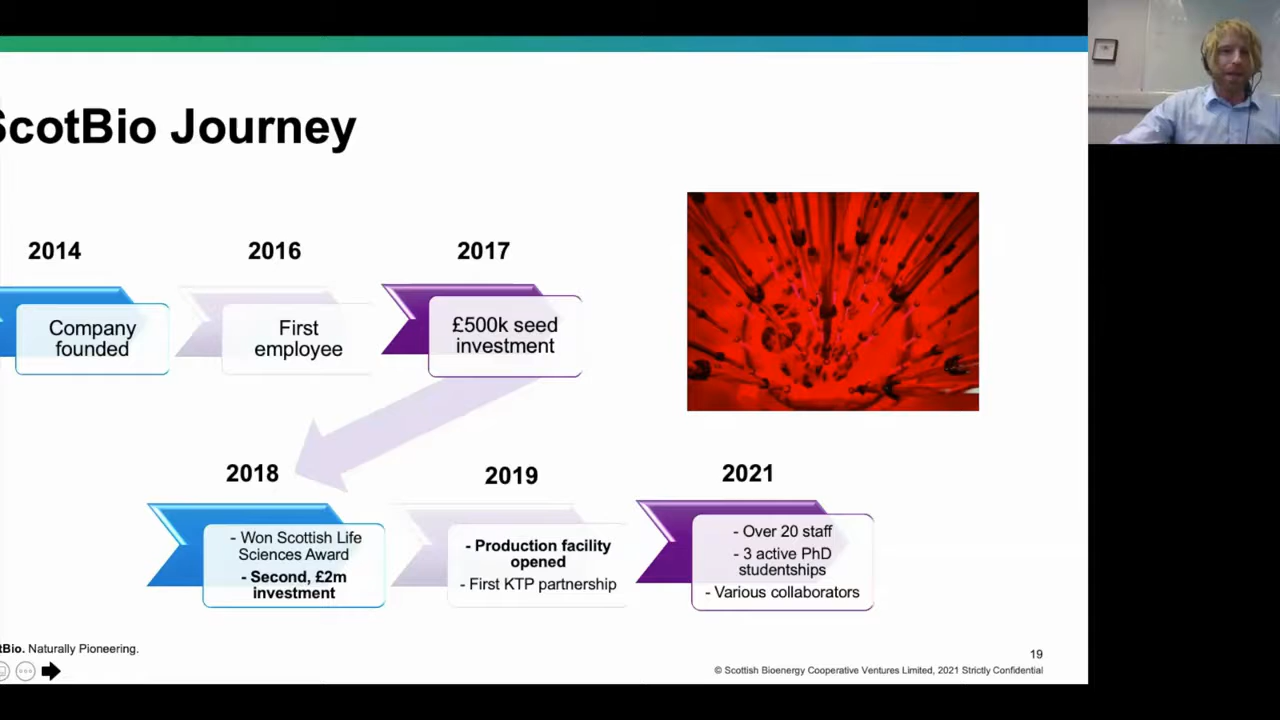 ScotBio Journey
2014
2016
2017
Company
founded
First
employee
£500k seed
investment
2018
2019
2021
- Won Scottish Life
Sciences Award
- Second, £2m
investment
- Production facility
opened
- First KTP partnership
- Over 20 staff
- 3 active PhD
studentships
- Various collaborators
tBio. Naturally Pioneering.
19
© Scottish Bioenergy Cooperative Ventures Limited, 2021 Strictly Confidential